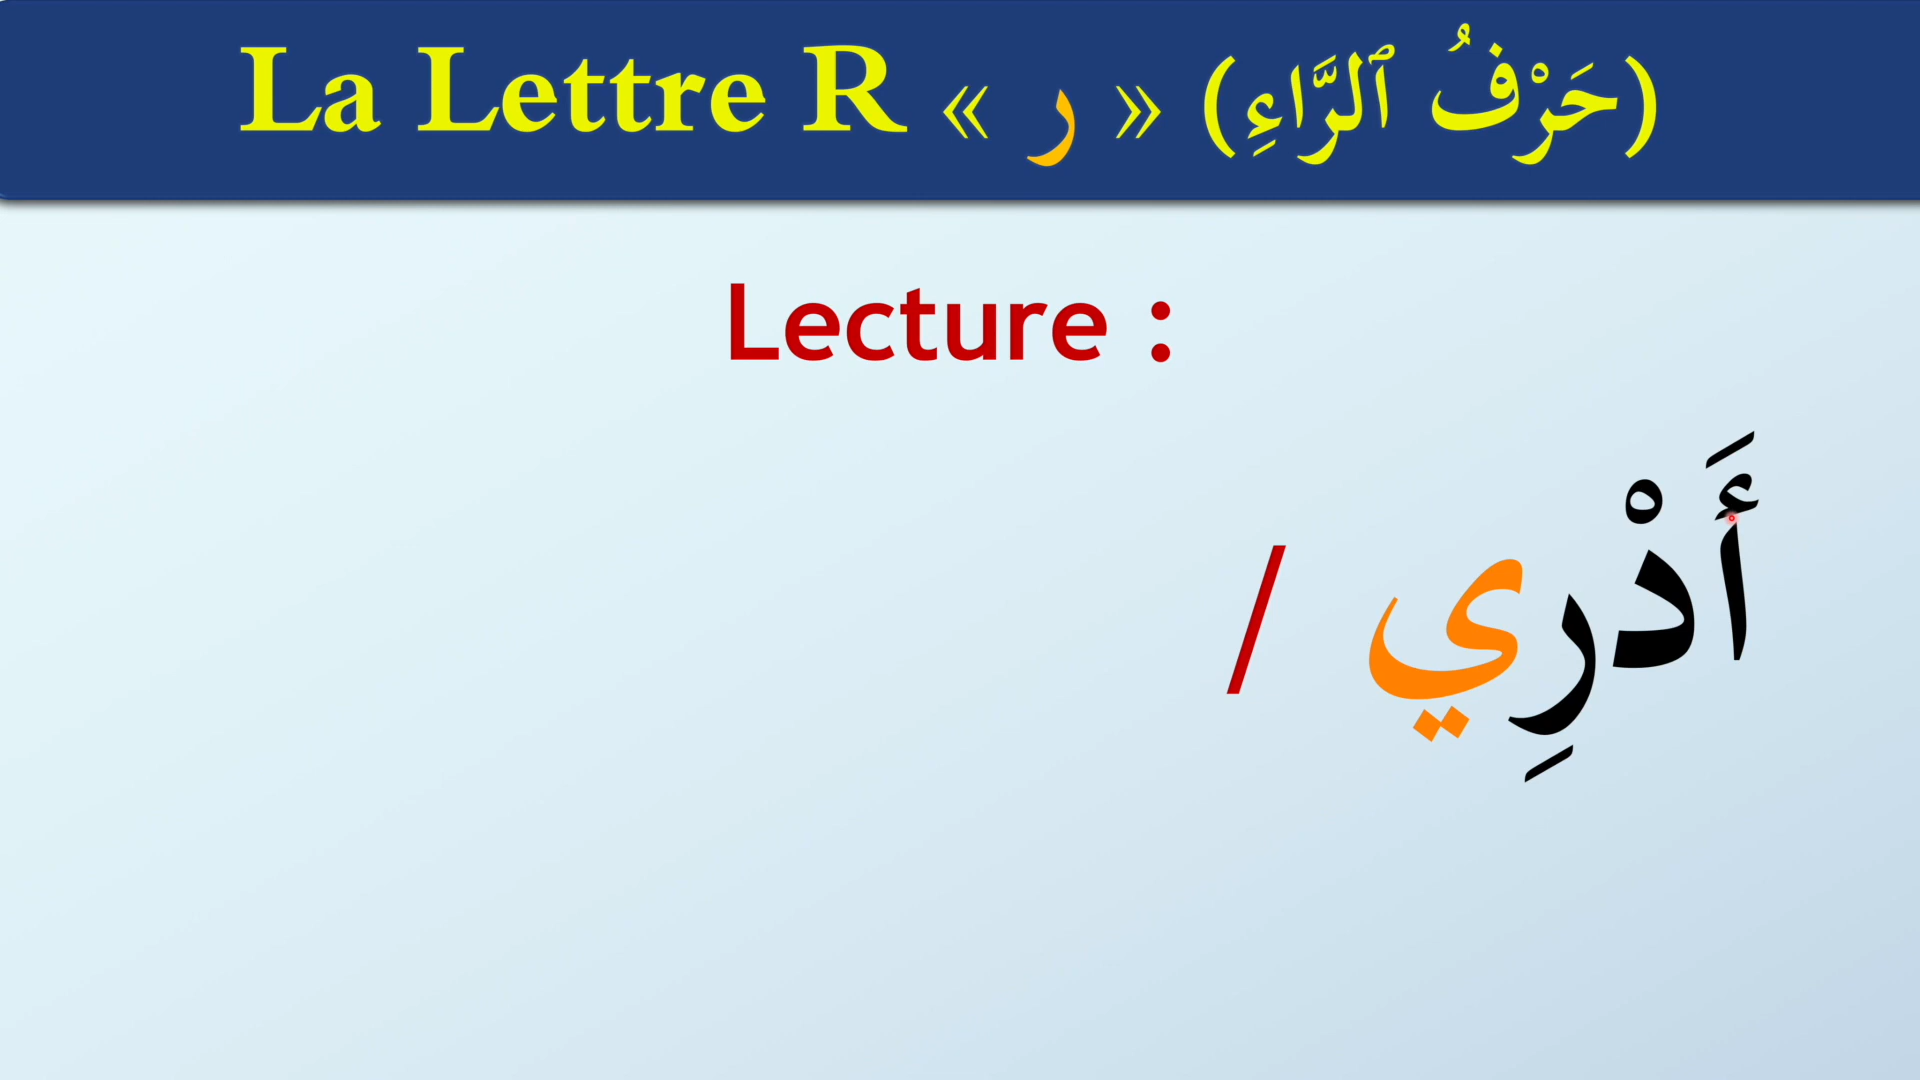 La Lettre R « ر » (حَرْفُ ٱلرَّاءِ)
Lecture :
أَدْرِي /